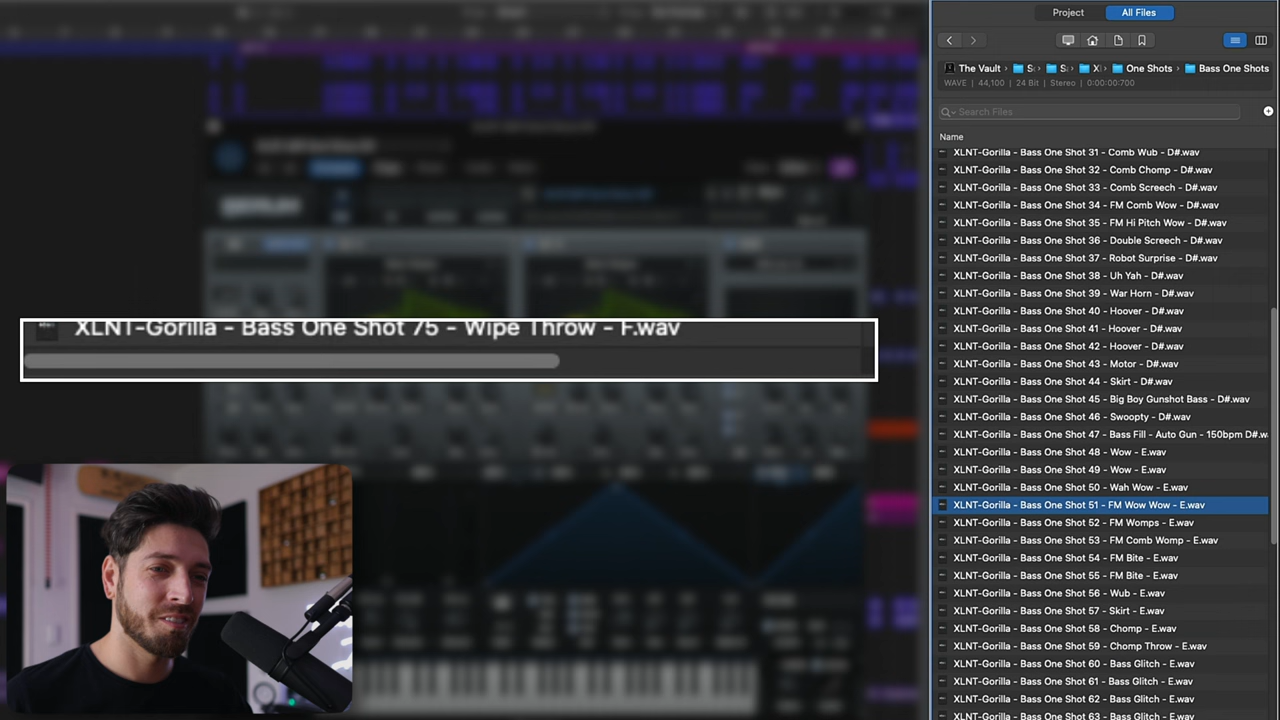 Project
All Files
The Vault
S
S
X
One Shots
Bass One Shots
WAVE | 44,100 | 24 Bit | Stereo | 0:00:00:700
Search Files
Name
XLNT-Gorilla - Bass One Shot 31 - Comb Wub - D#.wav
XLNT-Gorilla - Bass One Shot 32 - Comb Chomp - D#.wav
XLNT-Gorilla - Bass One Shot 33 - Comb Screech - D#.wav
XLNT-Gorilla - Bass One Shot 34 - FM Comb Wow - D#.wav
XLNT-Gorilla - Bass One Shot 35 - FM Hi Pitch Wow - D#.wav
XLNT-Gorilla - Bass One Shot 36 - Double Screech - D#.wav
XLNT-Gorilla - Bass One Shot 37 - Robot Surprise - D#.wav
XLNT-Gorilla - Bass One Shot 38 - Uh Yah - D#.wav
XLNT-Gorilla - Bass One Shot 39 - War Horn - D#.wav
XLNT-Gorilla - Bass One Shot 40 - Hoover - D#.wav
XLNT-Gorilla - Bass One Shot 41 - Hoover - D#.wav
XLNT-Gorilla - Bass One Shot 42 - Hoover - D#.wav
XLNT-Gorilla - Bass One Shot 43 - Motor - D#.wav
XLNT-Gorilla - Bass One Shot 44 - Skirt - D#.wav
XLNT-Gorilla - Bass One Shot 45 - Big Boy Gunshot Bass - D#.wav
XLNT-Gorilla - Bass One Shot 46 - Swoopty - D#.wav
XLNT-Gorilla - Bass One Shot 47 - Bass Fill - Auto Gun - 150bpm D#.w
XLNT-Gorilla - Bass One Shot 48 - Wow - E.wav
XLNT-Gorilla - Bass One Shot 49 - Wow - E.wav
XLNT-Gorilla - Bass One Shot 50 - Wah Wow - E.wav
XLNT-Gorilla - Bass One Shot 51 - FM Wow Wow - E.wav
XLNT-Gorilla - Bass One Shot 52 - FM Womps - E.wav
XLNT-Gorilla - Bass One Shot 53 - FM Comb Womp - E.wav
XLNT-Gorilla - Bass One Shot 54 - FM Bite - E.wav
XLNT-Gorilla - Bass One Shot 55 - FM Bite - E.wav
XLNT-Gorilla - Bass One Shot 56 - Wub - E.wav
XLNT-Gorilla - Bass One Shot 57 - Skirt - E.wav
XLNT-Gorilla - Bass One Shot 58 - Chomp - E.wav
XLNT-Gorilla - Bass One Shot 59 - Chomp Throw - E.wav
XLNT-Gorilla - Bass One Shot 60 - Bass Glitch - E.wav
XLNT-Gorilla - Bass One Shot 61 - Bass Glitch - E.wav
XLNT-Gorilla - Bass One Shot 62 - Bass Glitch - E.wav
XLNT-Gorilla - Bass One Shot 63 - Bass Glitch - E.wav
XLNT-Gorilla - Bass One Shot 75 - Wipe Throw - F.wav